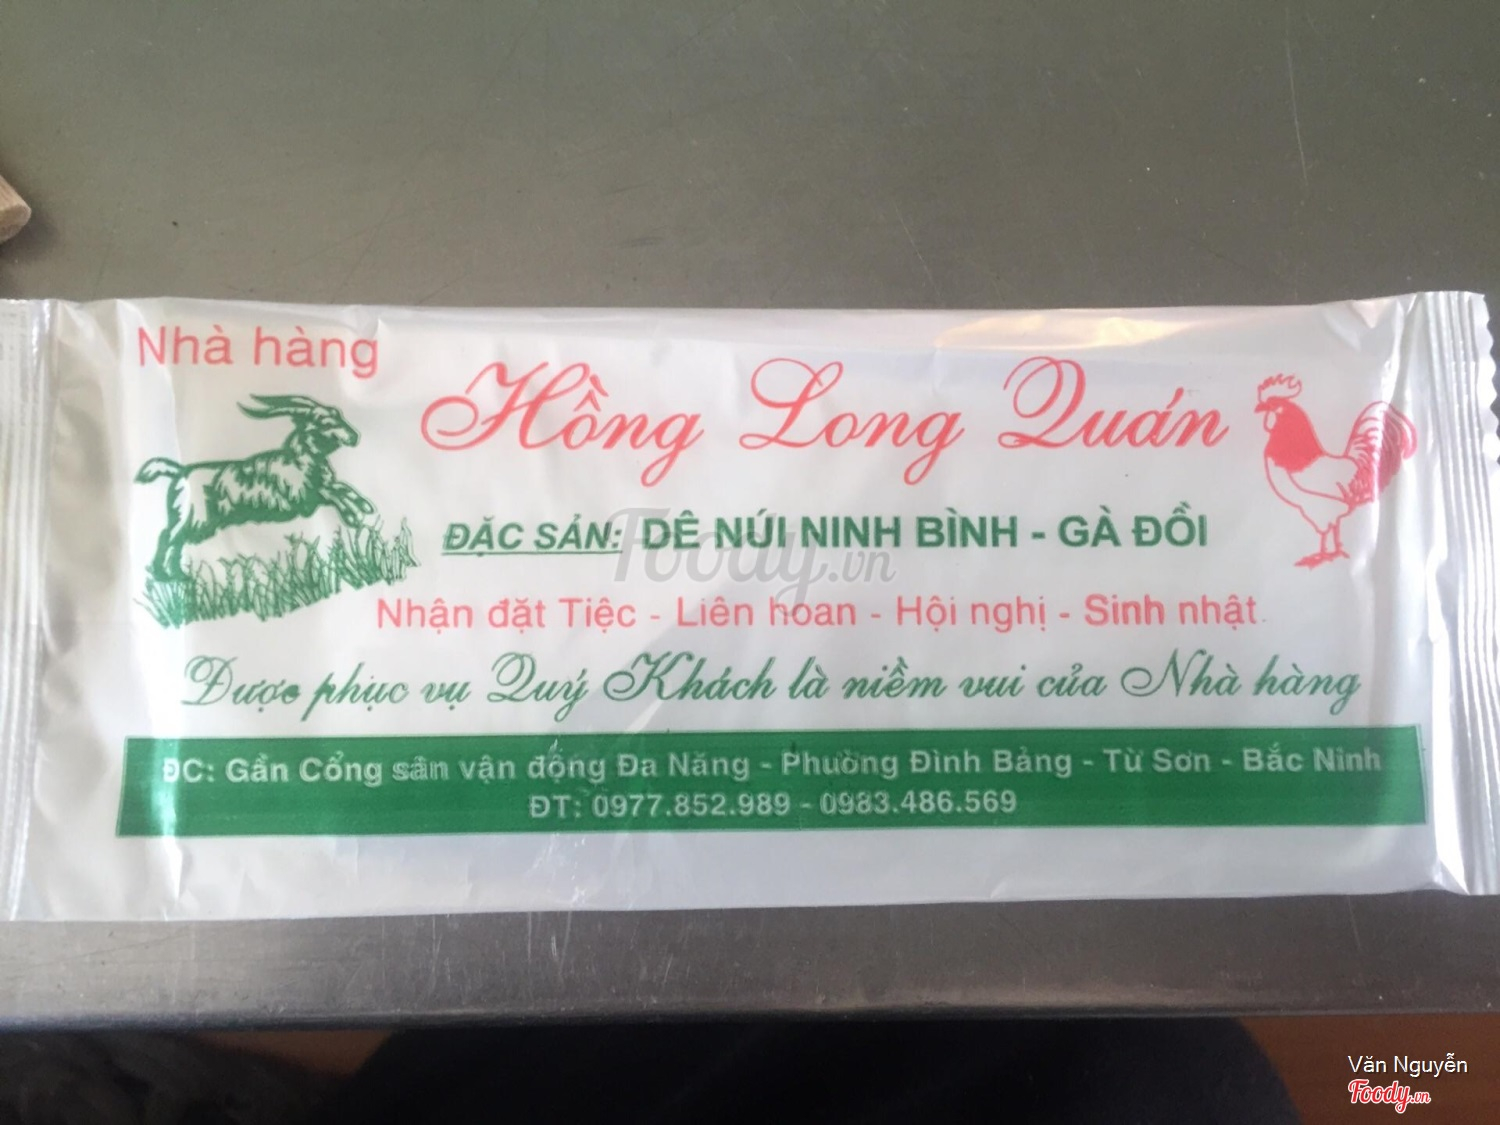 Nhà hàng
Hồng Long Quán
ĐẶC SẢN: DÊ NÚI NINH BÌNH - GÀ ĐỒI
Foody.vn
Nhận đặt Tiệc - Liên hoan - Hội nghị - Sinh nhật.
Được phục vụ Quý Khách là niềm vui của Nhà hàng
ĐC: Gần Cổng sân vận động Đa Năng - Phường Đình Bảng - Từ Sơn - Bắc Ninh
ĐT: 0977.852.989 - 0983.486.569
Văn Nguyễn
Foody.vn